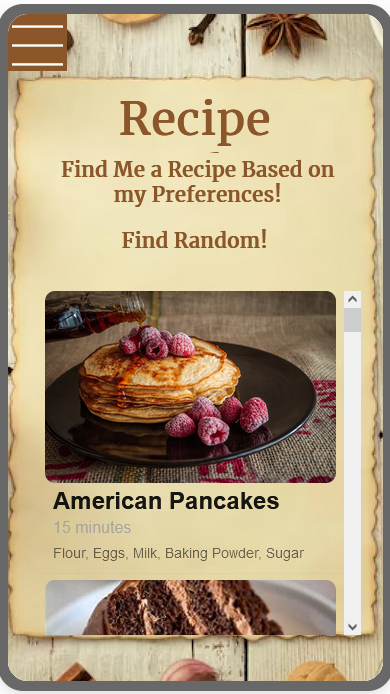 Recipe
Find Me a Recipe Based on
my Preferences!
Find Random!
American Pancakes
15 minutes
Flour, Eggs, Milk, Baking Powder, Sugar